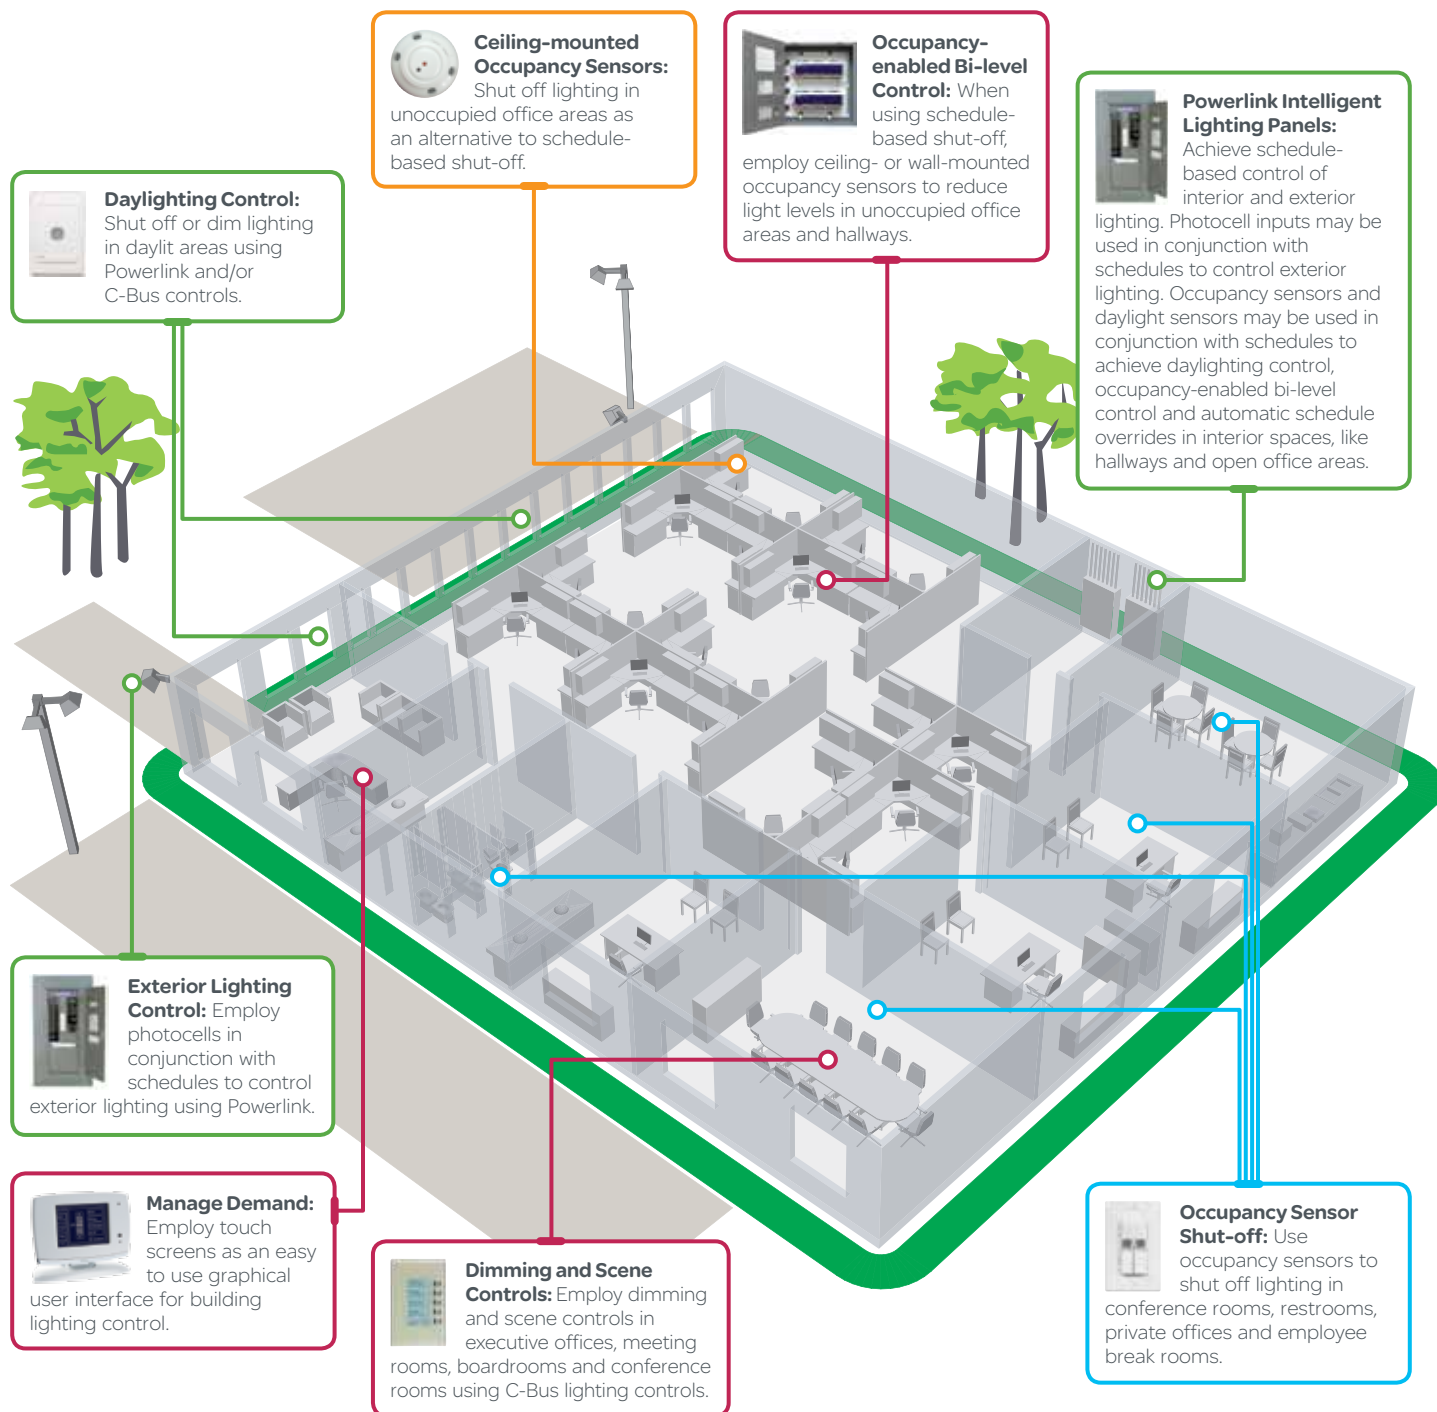 Ceiling-mounted
Occupancy Sensors:
Shut off lighting in
unoccupied office areas as
an alternative to schedule-
based shut-off.
Occupancy-
enabled Bi-level
Control: When
using schedule-
based shut-off,
employ ceiling- or wall-mounted
occupancy sensors to reduce
light levels in unoccupied office
areas and hallways.
Powerlink Intelligent
Lighting Panels:
Achieve schedule-
based control of
interior and exterior
lighting. Photocell inputs may be
used in conjunction with
schedules to control exterior
lighting. Occupancy sensors and
daylight sensors may be used in
conjunction with schedules to
achieve daylighting control,
occupancy-enabled bi-level
control and automatic schedule
overrides in interior spaces, like
hallways and open office areas.
Daylighting Control:
Shut off or dim lighting
in daylit areas using
Powerlink and/or
C-Bus controls.
Exterior Lighting
Control: Employ
photocells in
conjunction with
schedules to control
exterior lighting using Powerlink.
Manage Demand:
Employ touch
screens as an easy
to use graphical
user interface for building
lighting control.
Dimming and Scene
Controls: Employ dimming
and scene controls in
executive offices, meeting
rooms, boardrooms and conference
rooms using C-Bus lighting controls.
Occupancy Sensor
Shut-off: Use
occupancy sensors to
shut off lighting in
conference rooms, restrooms,
private offices and employee
break rooms.